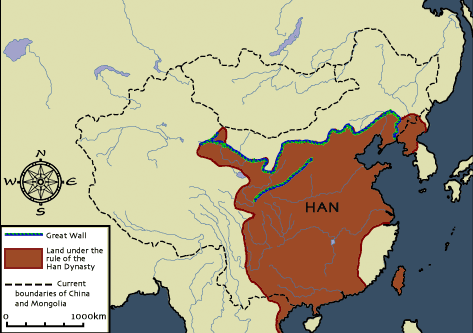 HAN
N
W E
S
Great Wall
Land under the
rule of the
Han Dynasty
Current
boundaries of China
and Mongolia
0 1000km